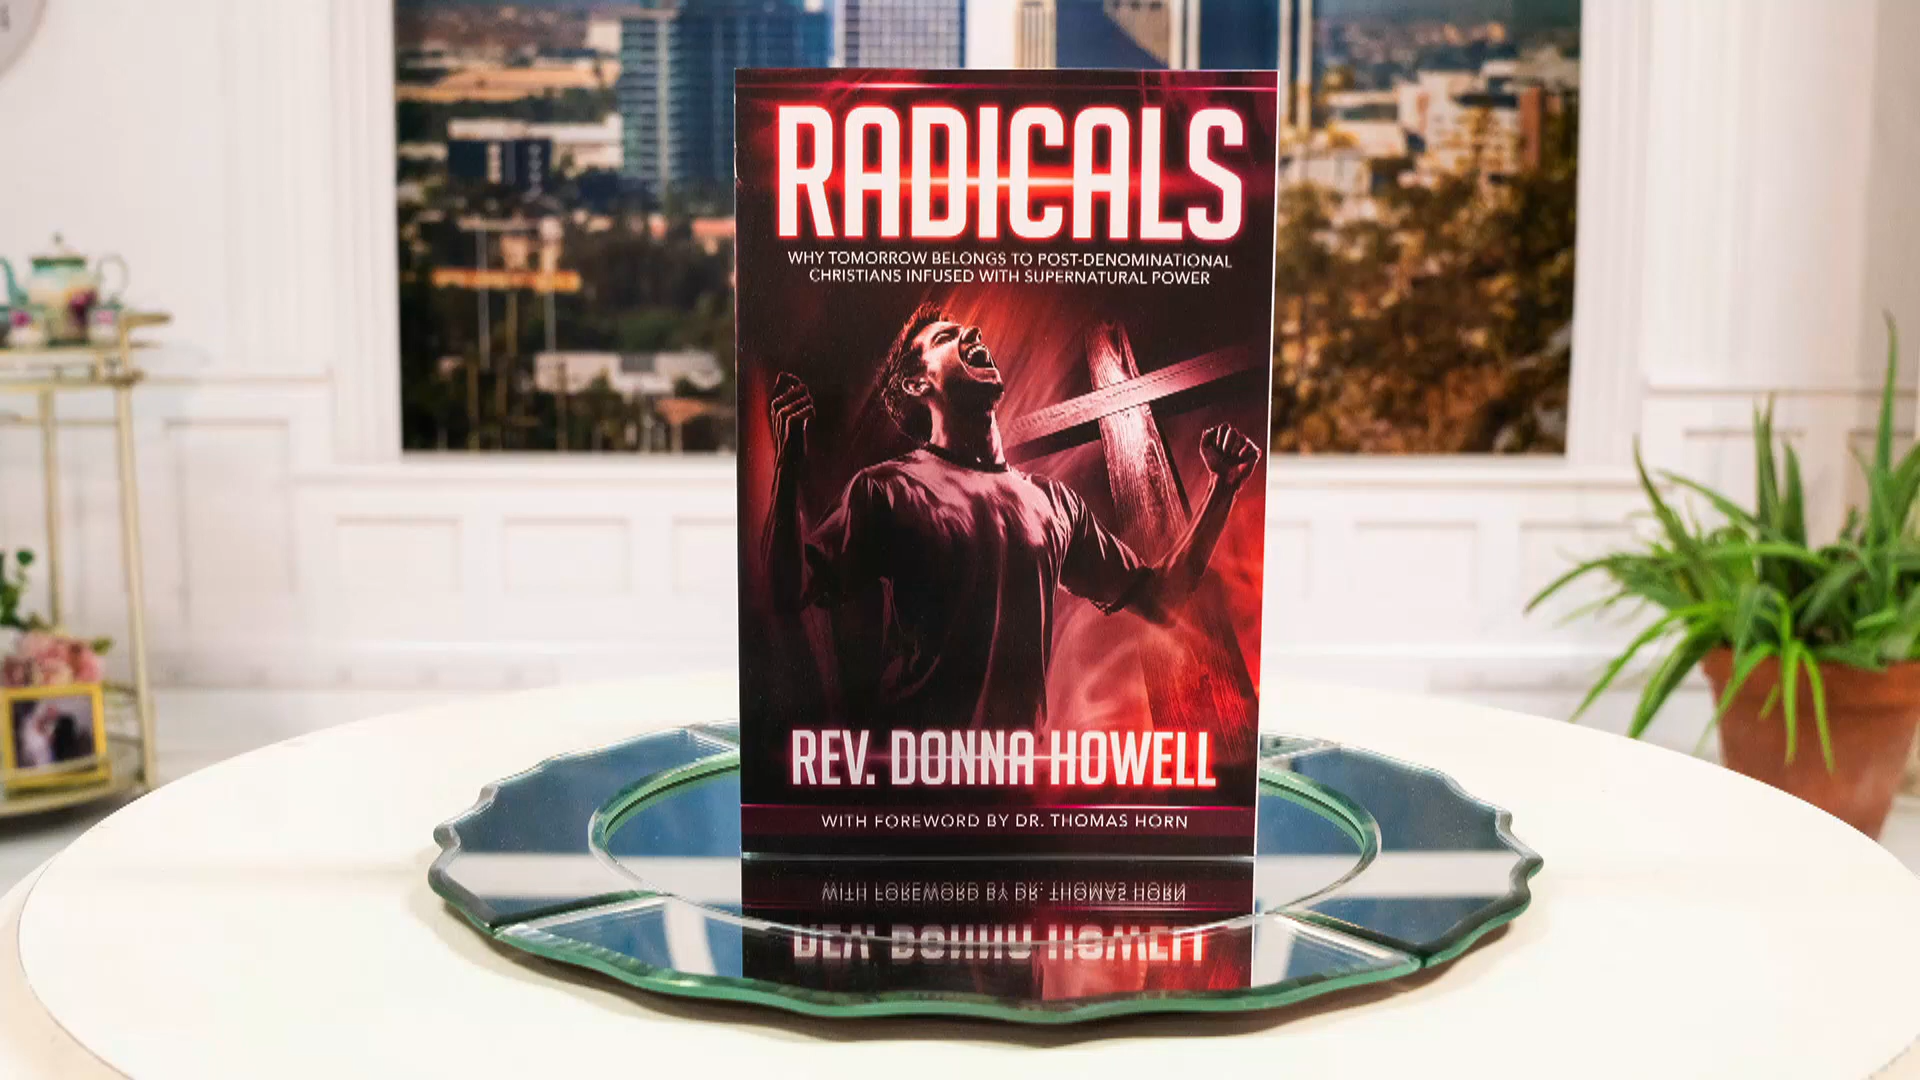 RADICALS
WHY TOMORROW BELONGS TO POST-DENOMINATIONAL
CHRISTIANS INFUSED WITH SUPERNATURAL POWER
REV. DONNA HOWELL
WITH FOREWORD BY DR. THOMAS HORN